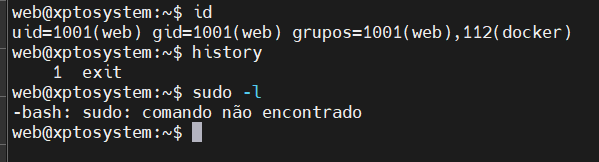 web@xptosystem:~$ id
uid=1001(web) gid=1001(web) grupos=1001(web),112(docker)
web@xptosystem:~$ history
    1  exit
web@xptosystem:~$ sudo -l
-bash: sudo: comando não encontrado
web@xptosystem:~$